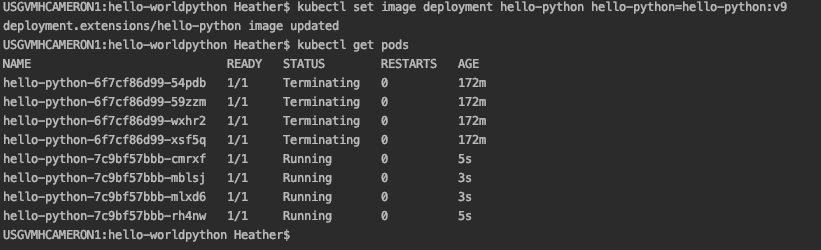 USGVMHCAMERON1:hello-worldpython Heather$ kubectl set image deployment hello-python hello-python=hello-python:v9
deployment.extensions/hello-python image updated
USGVMHCAMERON1:hello-worldpython Heather$ kubectl get pods
NAME READY STATUS RESTARTS AGE
hello-python-6f7cf86d99-54pdb 1/1 Terminating 0 172m
hello-python-6f7cf86d99-59zzm 1/1 Terminating 0 172m
hello-python-6f7cf86d99-wxhr2 1/1 Terminating 0 172m
hello-python-6f7cf86d99-xsf5q 1/1 Terminating 0 172m
hello-python-7c9bf57bbb-cmrxf 1/1 Running 0 5s
hello-python-7c9bf57bbb-mblsj 1/1 Running 0 3s
hello-python-7c9bf57bbb-mlxd6 1/1 Running 0 3s
hello-python-7c9bf57bbb-rh4nw 1/1 Running 0 5s
USGVMHCAMERON1:hello-worldpython Heather$